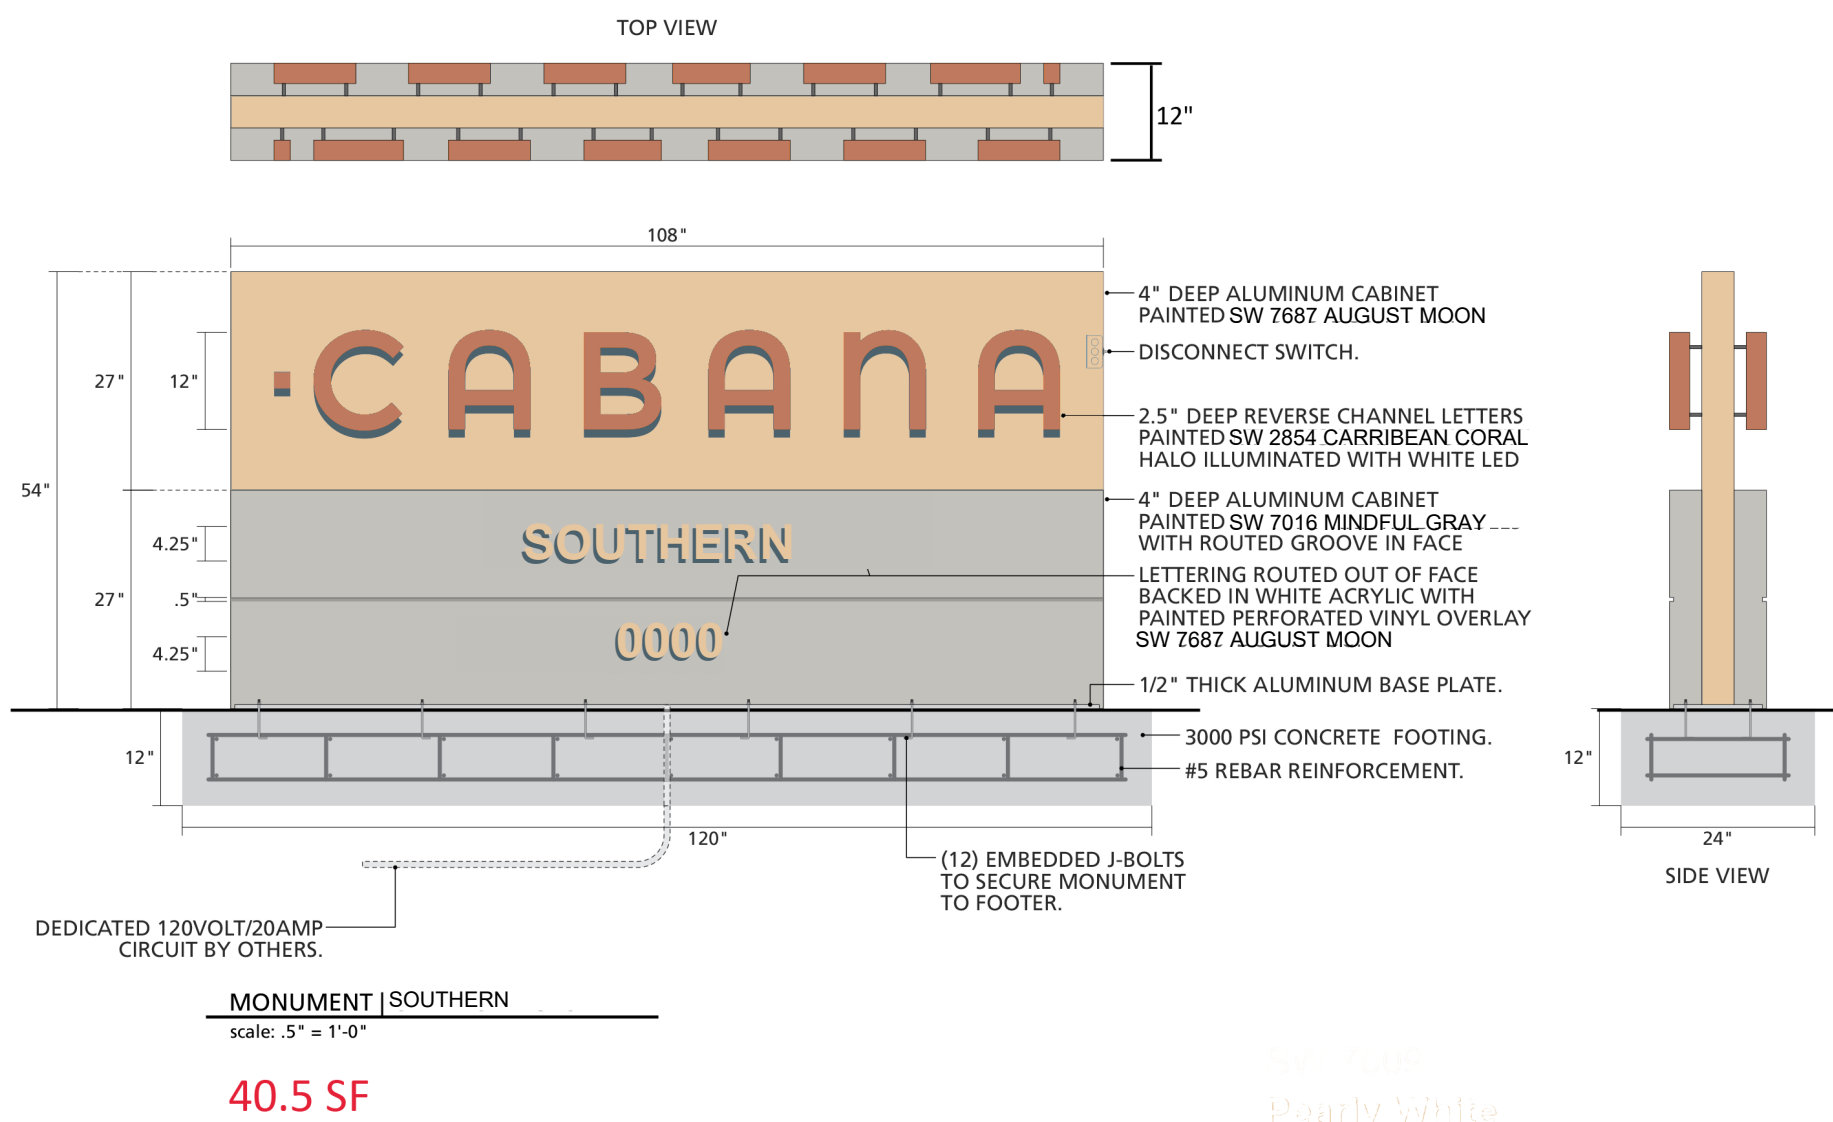 TOP VIEW
12"
108"
54"
27"
12"
27"
4.25"
.5"
4.25"
·CABANA
SOUTHERN
0000
4" DEEP ALUMINUM CABINET
PAINTED SW 7687 AUGUST MOON
DISCONNECT SWITCH.
2.5" DEEP REVERSE CHANNEL LETTERS
PAINTED SW 2854 CARRIBEAN CORAL
HALO ILLUMINATED WITH WHITE LED
4" DEEP ALUMINUM CABINET
PAINTED SW 7016 MINDFUL GRAY
WITH ROUTED GROOVE IN FACE
LETTERING ROUTED OUT OF FACE
BACKED IN WHITE ACRYLIC WITH
PAINTED PERFORATED VINYL OVERLAY
SW 7687 AUGUST MOON
1/2" THICK ALUMINUM BASE PLATE.
3000 PSI CONCRETE FOOTING.
#5 REBAR REINFORCEMENT.
12"
120"
(12) EMBEDDED J-BOLTS
TO SECURE MONUMENT
TO FOOTER.
DEDICATED 120VOLT/20AMP
CIRCUIT BY OTHERS.
12"
24"
SIDE VIEW
MONUMENT | SOUTHERN
scale: .5" = 1'-0"
40.5 SF
Pearly White